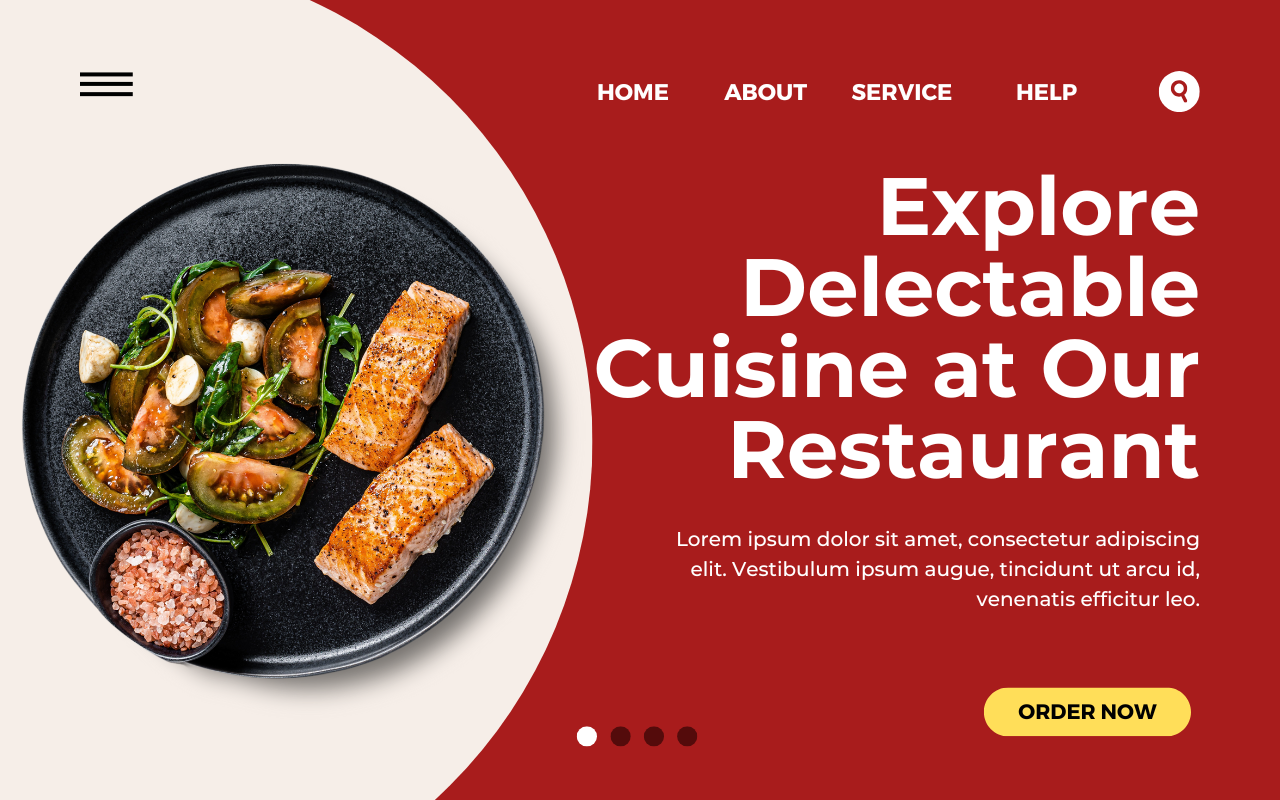 HOME ABOUT SERVICE HELP
Explore
Delectable
Cuisine at Our
Restaurant
Lorem ipsum dolor sit amet, consectetur adipiscing
elit. Vestibulum ipsum augue, tincidunt ut arcu id,
venenatis efficitur leo.
ORDER NOW